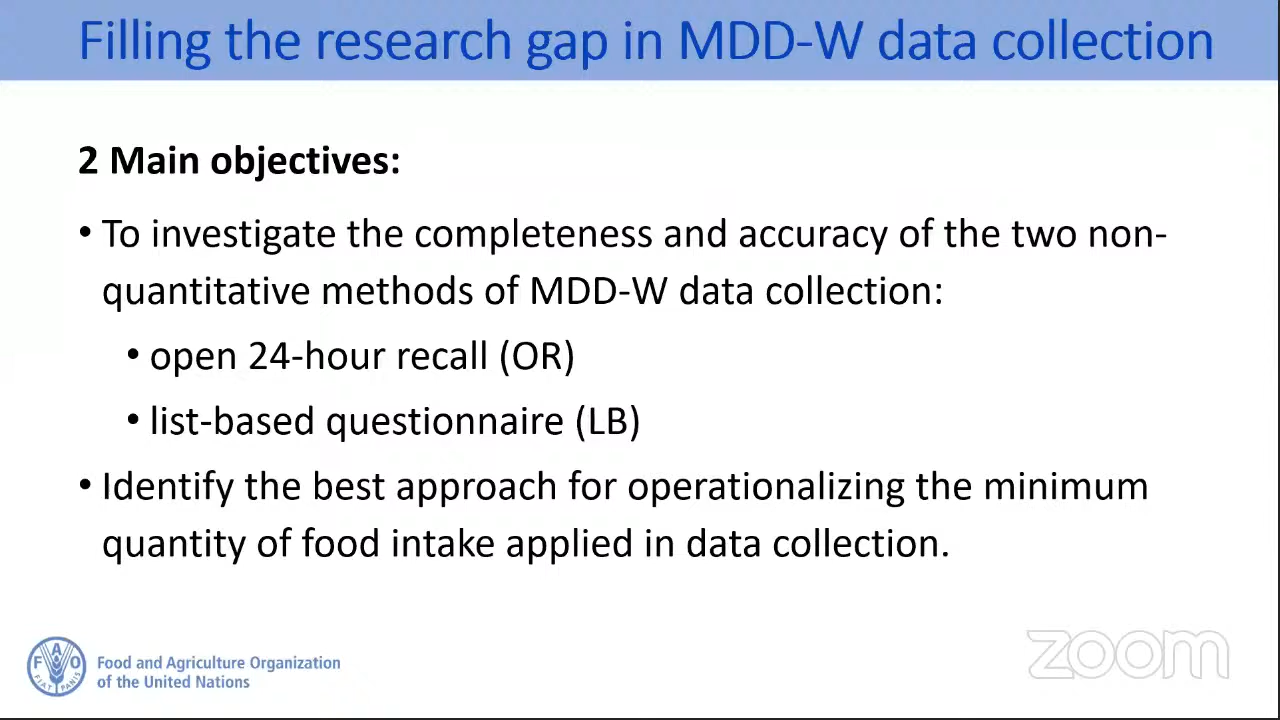 Filling the research gap in MDD-W data collection
2 Main objectives:
• To investigate the completeness and accuracy of the two non-
quantitative methods of MDD-W data collection:
• open 24-hour recall (OR)
• list-based questionnaire (LB)
• Identify the best approach for operationalizing the minimum
quantity of food intake applied in data collection.
F A O
FIAT PANIS
Food and Agriculture Organization
of the United Nations
zoom